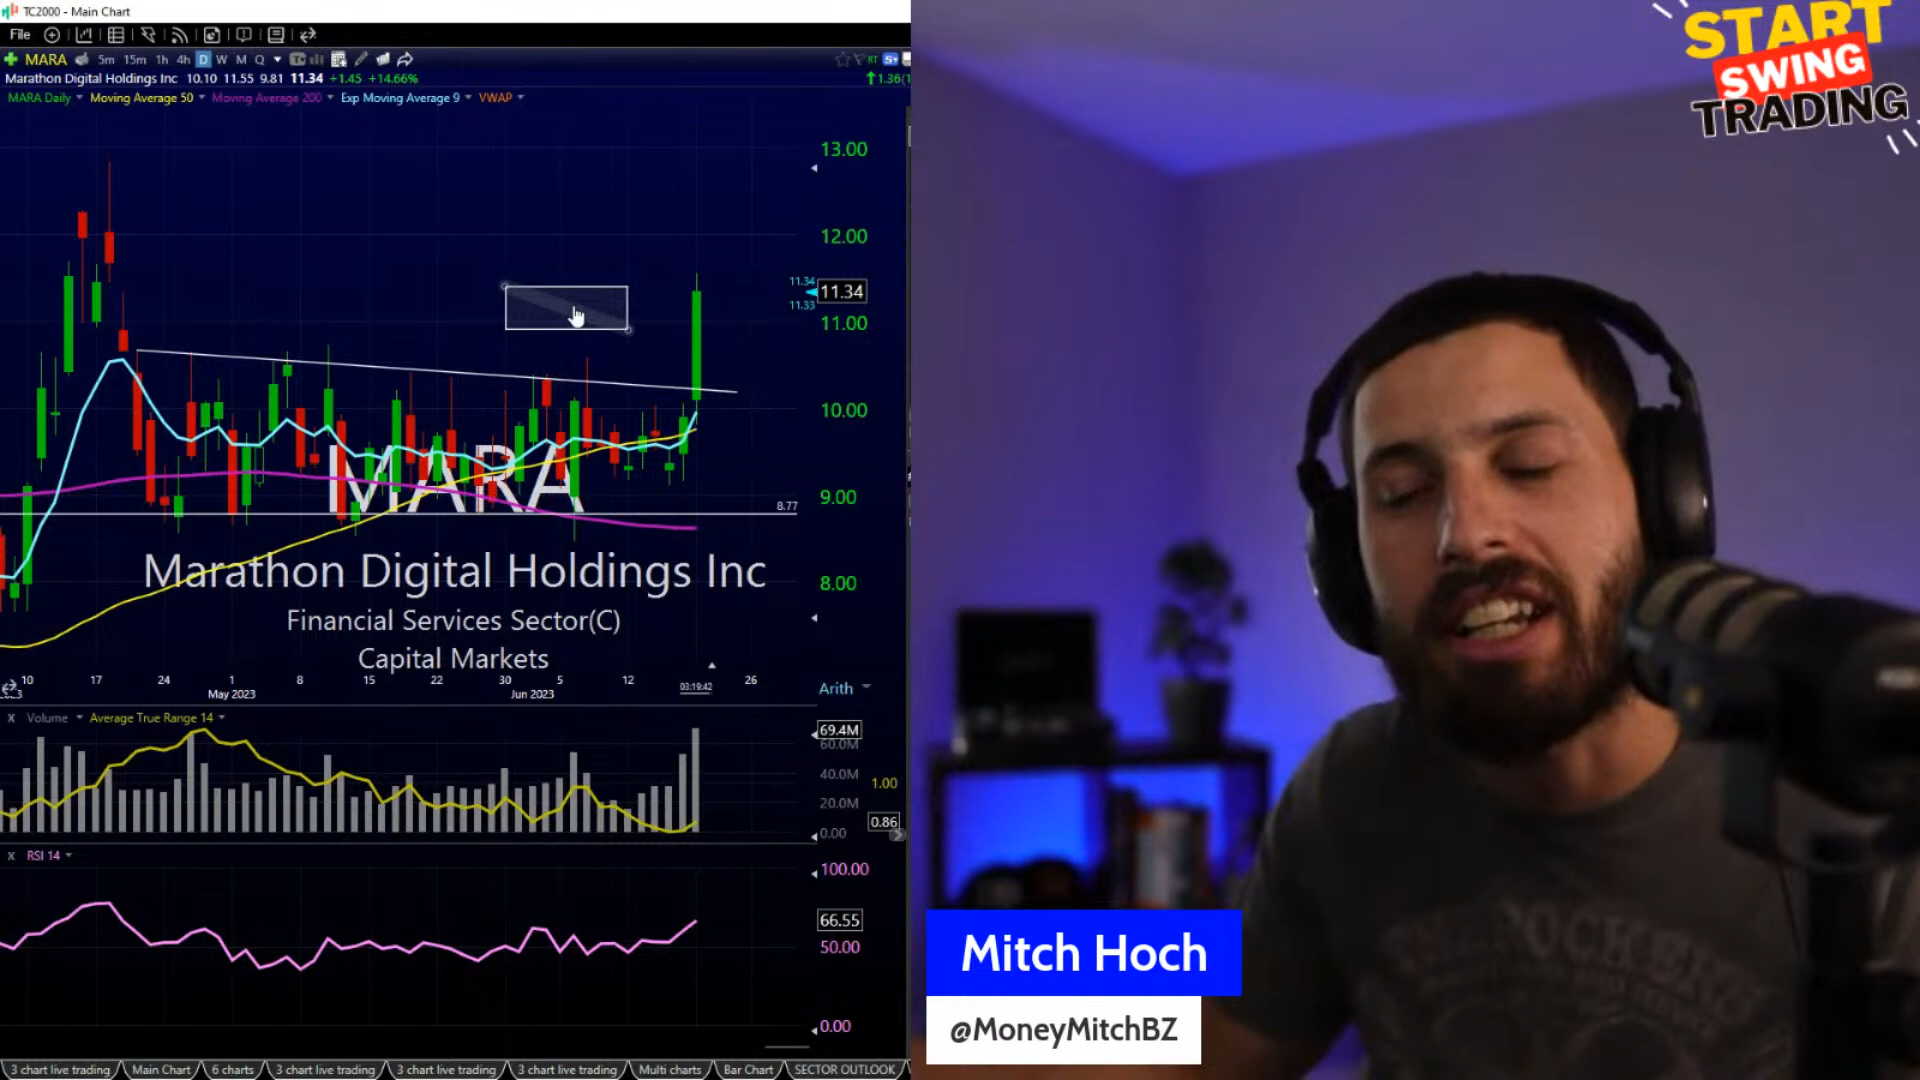 TC2000 - Main Chart
File
MARA 5m 15m 1h 4h D W M Q
Marathon Digital Holdings Inc 10.10 11.55 9.81 11.34 +1.45 +14.66%
MARA Daily Moving Average 50 Moving Average 200 Exp Moving Average 9 VWAP
13.00
12.00
11.34
11.34
11.33
11.00
10.00
9.00
8.77
8.00
MARA
Marathon Digital Holdings Inc
Financial Services Sector(C)
Capital Markets
10 17 24 1 8 15 22 30 5 12 26
May 2023 Jun 2023 03:19:42
Arith
X Volume Average True Range 14
69.4M
60.0M
40.0M
1.00
20.0M
0.86
0.00
X RSI 14
100.00
66.55
50.00
0.00
3 chart live trading Main Chart 6 charts 3 chart live trading 3 chart live trading 3 chart live trading Multi charts Bar Chart SECTOR OUTLOOK
START
SWING
TRADING
Mitch Hoch
@MoneyMitchBZ